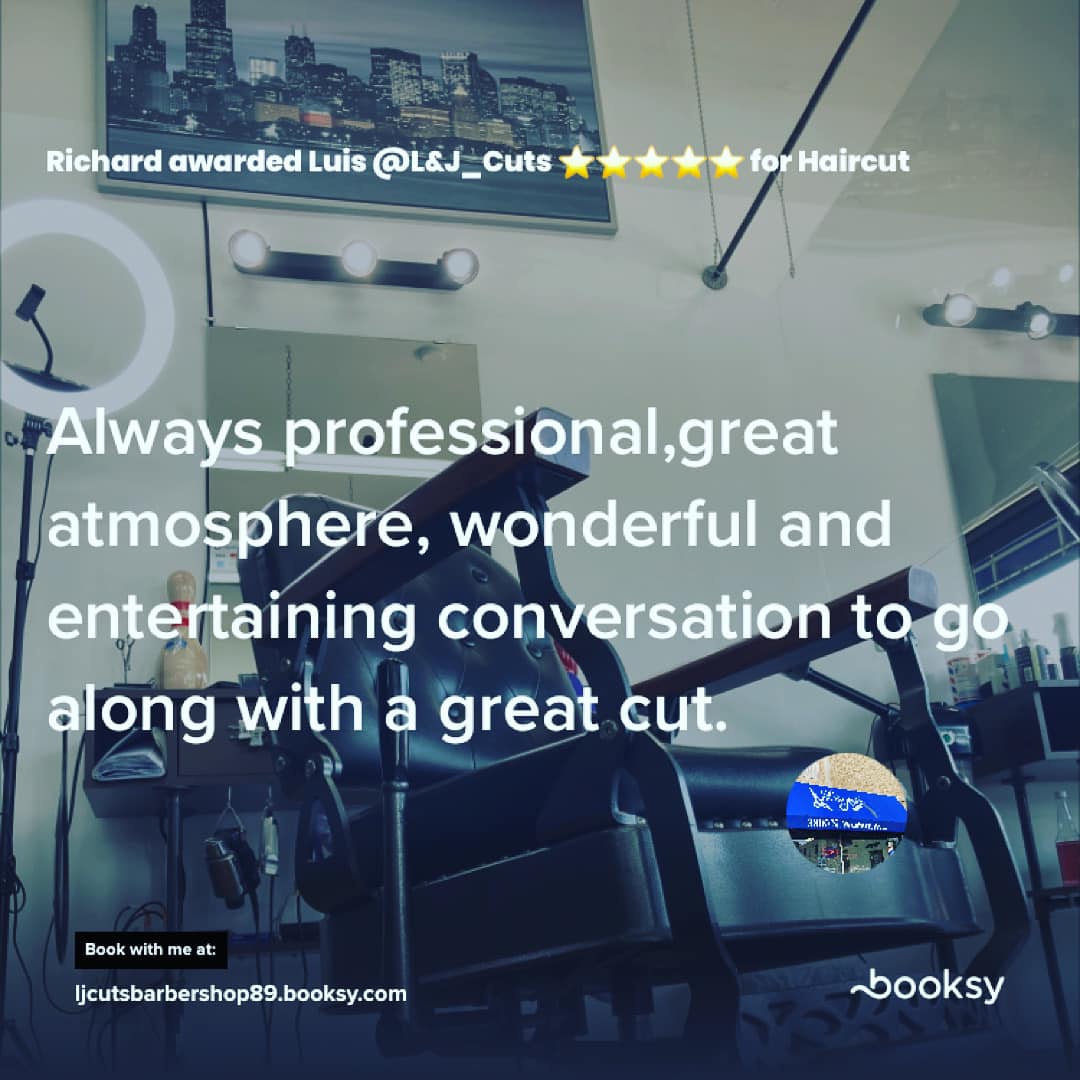 Richard awarded Luis @L&J_Cuts ⭐⭐⭐⭐⭐ for Haircut
Always professional,great
atmosphere, wonderful and
entertaining conversation to go
along with a great cut.
Book with me at:
ljcutsbarbershop89.booksy.com
booksy